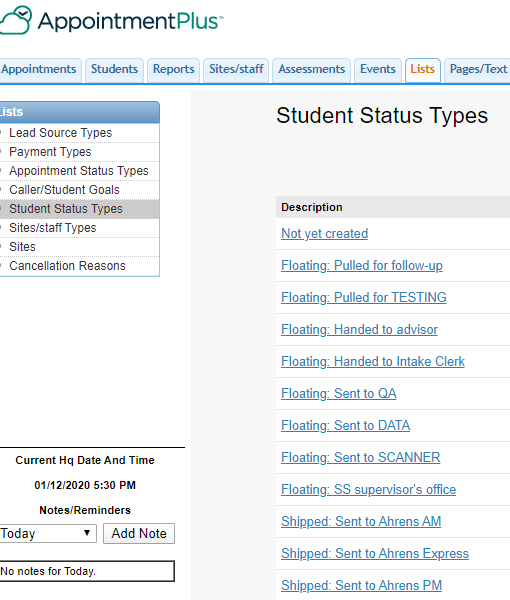 AppointmentPlus™
Appointments Students Reports Sites/staff Assessments Events Lists Pages/Text
Lists
Lead Source Types
Payment Types
Appointment Status Types
Caller/Student Goals
Student Status Types
Sites/staff Types
Sites
Cancellation Reasons
Current Hq Date And Time
01/12/2020 5:30 PM
Notes/Reminders
Today Add Note
No notes for Today.
Student Status Types
Description
Not yet created
Floating: Pulled for follow-up
Floating: Pulled for TESTING
Floating: Handed to advisor
Floating: Handed to Intake Clerk
Floating: Sent to QA
Floating: Sent to DATA
Floating: Sent to SCANNER
Floating: SS supervisor's office
Shipped: Sent to Ahrens AM
Shipped: Sent to Ahrens Express
Shipped: Sent to Ahrens PM